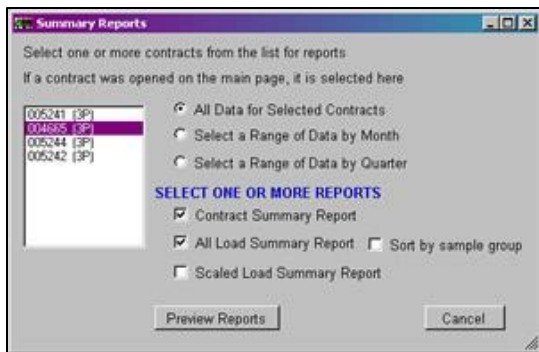 Summary Reports
Select one or more contracts from the list for reports
If a contract was opened on the main page, it is selected here
005241 (3P)
004665 (3P)
005244 (3P)
005242 (3P)
All Data for Selected Contracts
Select a Range of Data by Month
Select a Range of Data by Quarter
SELECT ONE OR MORE REPORTS
Contract Summary Report
All Load Summary Report Sort by sample group
Scaled Load Summary Report
Preview Reports Cancel